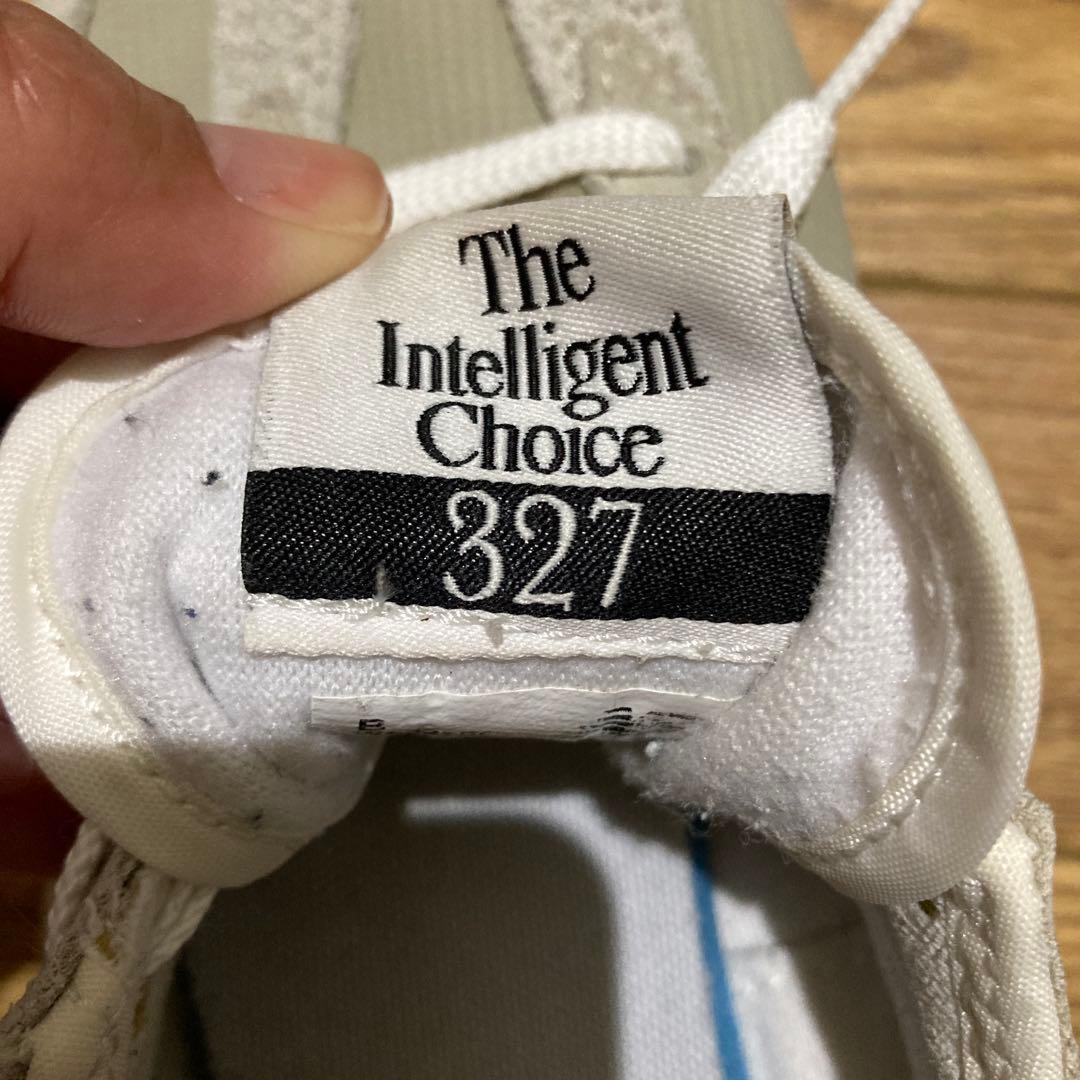 The
Intelligent
Choice
327